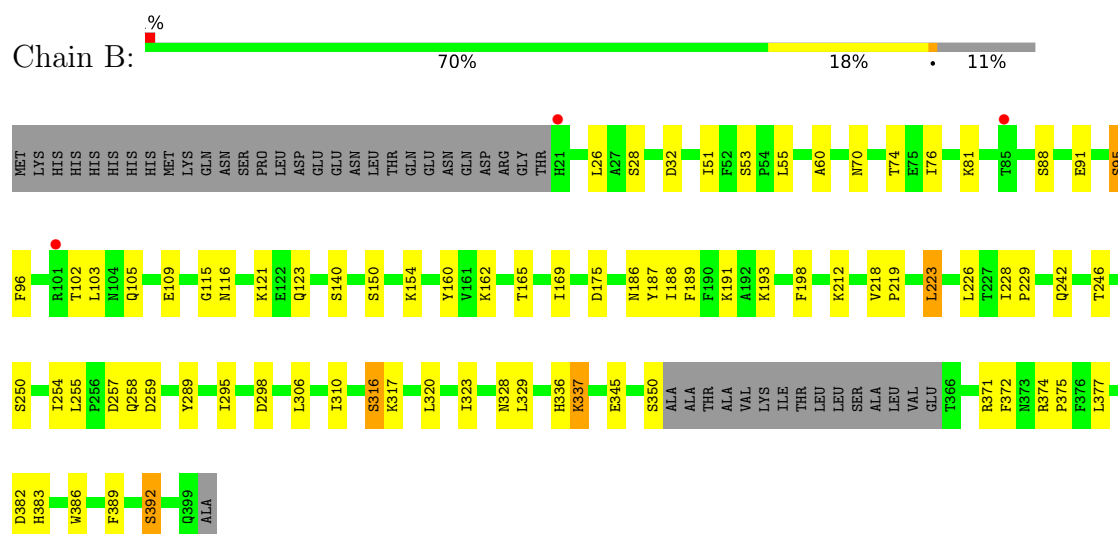 .%
Chain B:
70% 18% • 11%
MET LYS HIS HIS HIS HIS HIS HIS MET LYS GLN ASN SER PRO LEU ASP GLU GLU ASN LEU THR GLN GLU ASN GLN ASP ARG GLY THR H21 L26 A27 S28 D32 I51 F52 S53 P54 L55 A60 N70 T74 E75 I76 K81 T85 S88 E91 S95
F96 R101 T102 L103 N104 Q105 E109 G115 N116 K121 E122 Q123 S140 S150 K154 Y160 V161 K162 T165 I169 D175 N186 Y187 I188 F189 F190 K191 A192 K193 F198 K212 V218 P219 L223 L226 T227 I228 P229 Q242 T246
S250 I254 L255 P256 D257 Q258 D259 Y289 I295 D298 L306 I310 S316 K317 L320 I323 N328 L329 H336 K337 E345 S350 ALA ALA THR ALA VAL LYS ILE THR LEU LEU SER ALA LEU VAL GLU T366 R371 F372 N373 R374 P375 F376 L377
D382 H383 W386 F389 S392 Q399 ALA